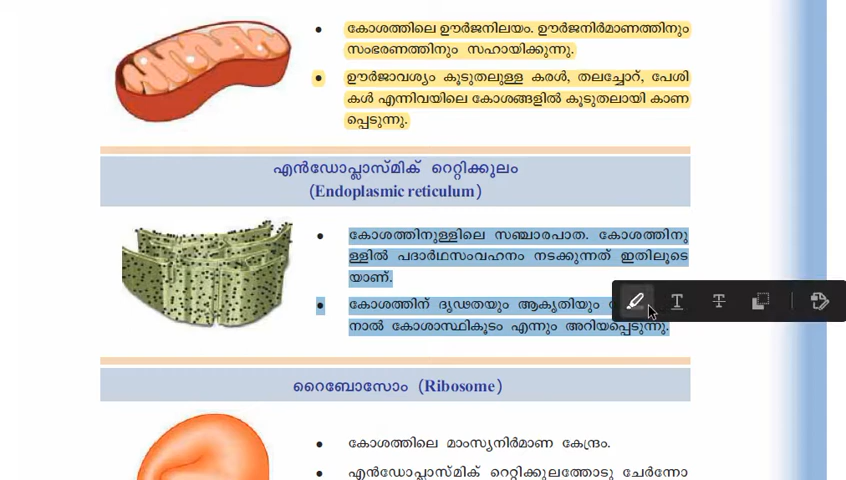 കോശത്തിലെ ഊർജനിലയം. ഊർജനിർമാണത്തിനും
സംഭരണത്തിനും സഹായിക്കുന്നു.
ഊർജാവശ്യം കൂടുതലുള്ള കരൾ, തലച്ചോറ്, പേശി
കൾ എന്നിവയിലെ കോശങ്ങളിൽ കൂടുതലായി കാണ
പ്പെടുന്നു.
എൻഡോപ്ലാസ്മിക് റെറ്റിക്കുലം
(Endoplasmic reticulum)
കോശത്തിനുള്ളിലെ സഞ്ചാരപാത. കോശത്തിനു
ള്ളിൽ പദാർഥസംവഹനം നടക്കുന്നത് ഇതിലൂടെ
യാണ്.
കോശത്തിന് ദൃഢതയും ആകൃതിയും
നാൽ കോശാസ്ഥികൂടം എന്നും അറിയപ്പെടുന്നു.
റൈബോസോം (Ribosome)
കോശത്തിലെ മാംസ്യനിർമാണ കേന്ദ്രം.
എൻഡോപ്ലാസ്മിക് റെറ്റിക്കുലത്തോടു ചേർന്നോ